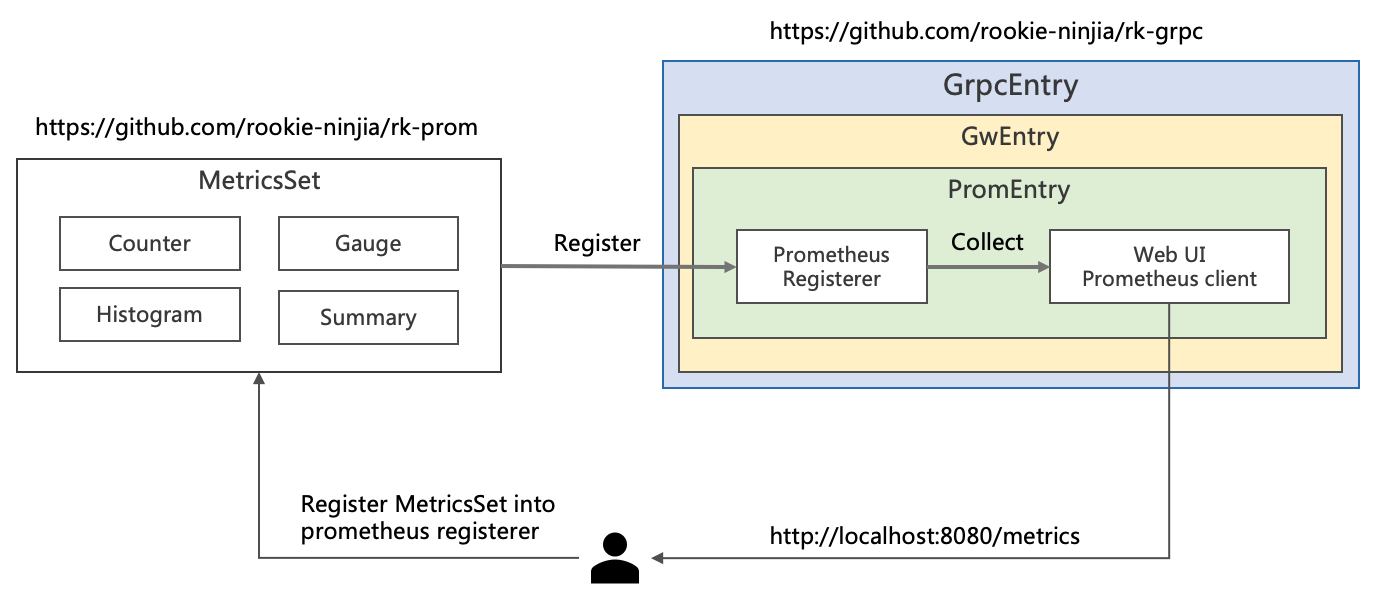 https://github.com/rookie-ninjia/rk-grpc
GrpcEntry
https://github.com/rookie-ninjia/rk-prom
GwEntry
MetricsSet
PromEntry
Counter
Gauge
Histogram
Summary
Register
Prometheus
Registerer
Collect
Web UI
Prometheus client
Register MetricsSet into
prometheus registerer
http://localhost:8080/metrics